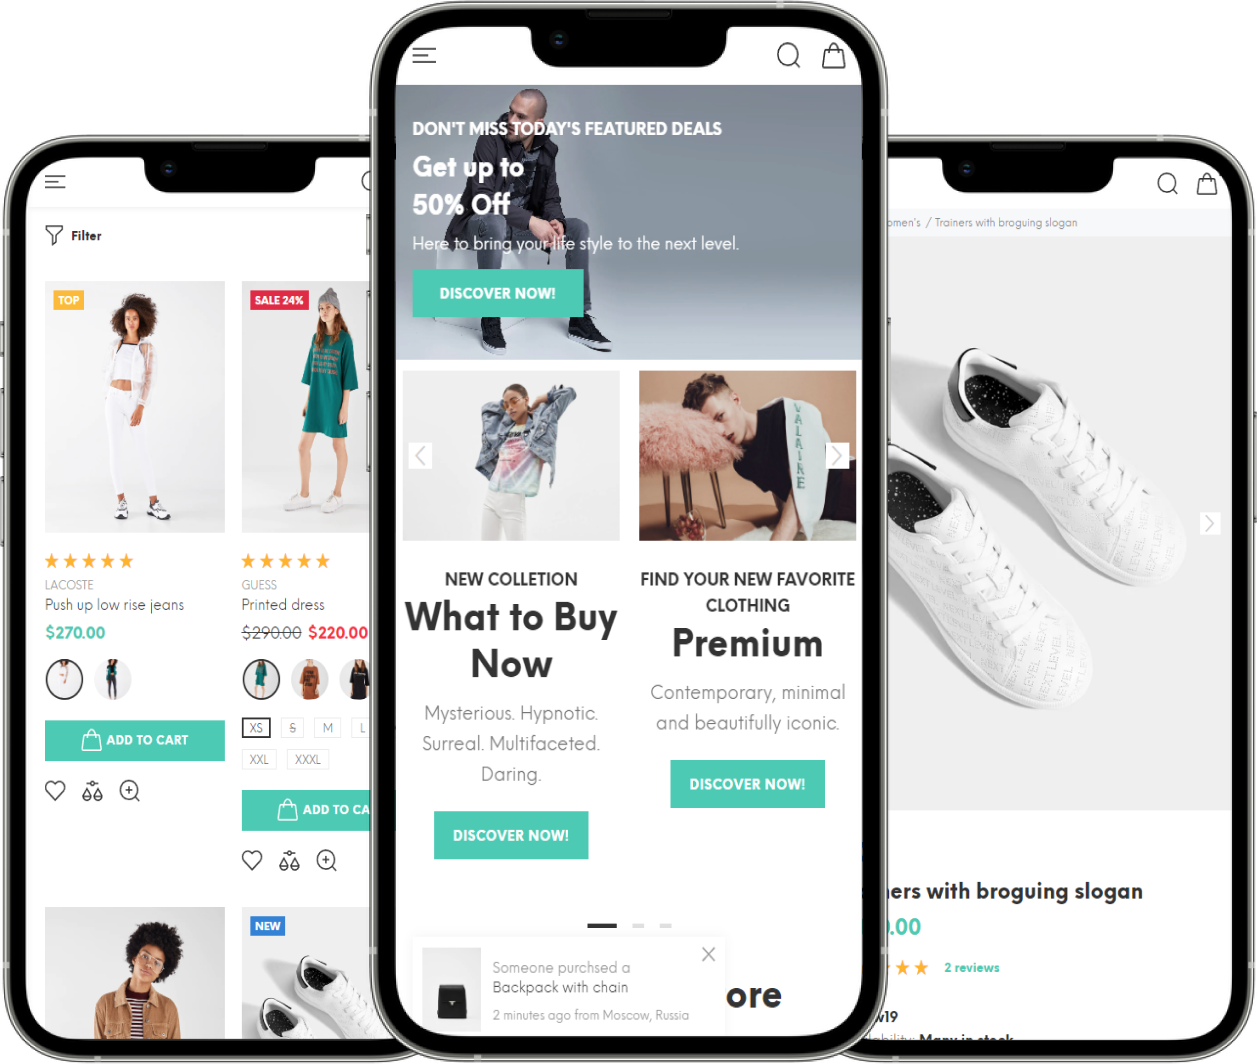 Filter
TOP
SALE 24%
LACOSTE
Push up low rise jeans
$270.00
GUESS
Printed dress
$290.00 $220.00
XS S M L
XXL XXXL
ADD TO CART
ADD TO CA
NEW
DON'T MISS TODAY'S FEATURED DEALS
Get up to
50% Off
Here to bring your life style to the next level.
DISCOVER NOW!
VALAIRE
NEW COLLETION
What to Buy
Now
Mysterious. Hypnotic.
Surreal. Multifaceted.
Daring.
DISCOVER NOW!
FIND YOUR NEW FAVORITE
CLOTHING
Premium
Contemporary, minimal
and beautifully iconic.
DISCOVER NOW!
Someone purchsed a
Backpack with chain
2 minutes ago from Moscow, Russia
ore
omen's / Trainers with broguing slogan
NEXT LEVEL
ners with broguing slogan
0.00
2 reviews
w19
Many in stock